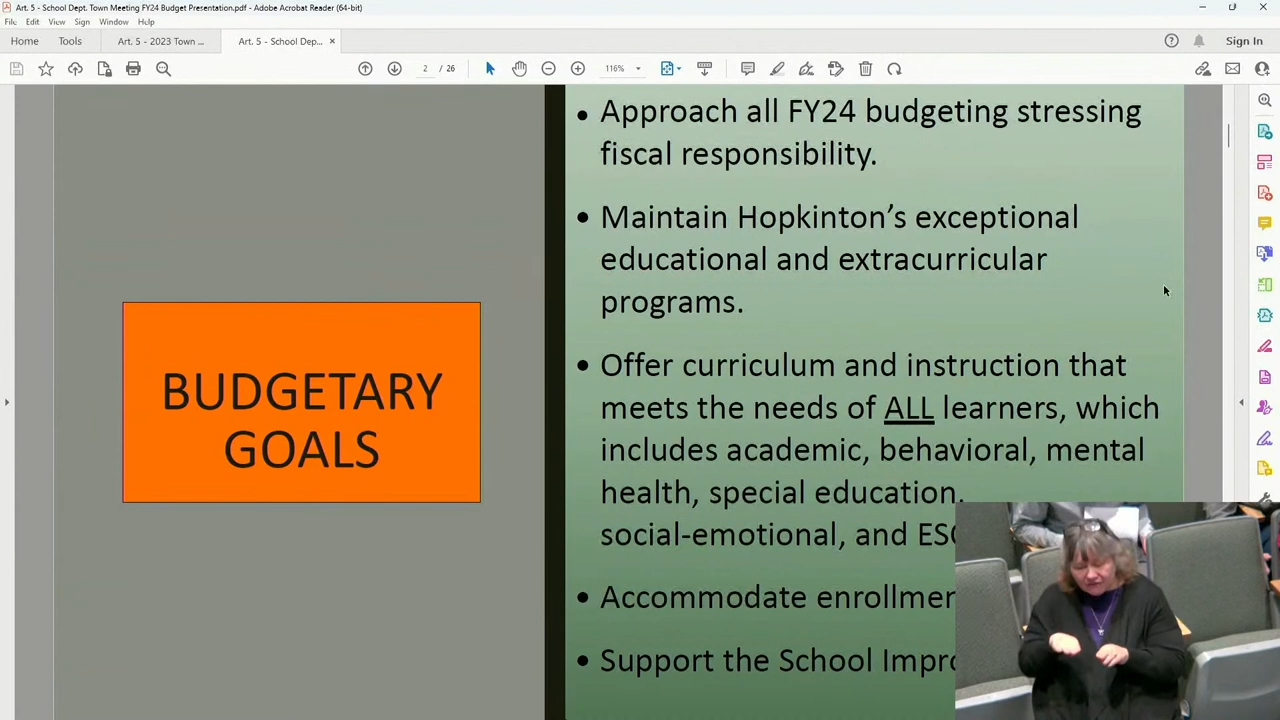 Art. 5 - School Dept. Town Meeting FY24 Budget Presentation.pdf - Adobe Acrobat Reader (64-bit)
File Edit View Sign Window Help
Home Tools Art. 5 - 2023 Town ... Art. 5 - School Dep... × Sign In
2 / 26 116%
BUDGETARY
GOALS
• Approach all FY24 budgeting stressing
fiscal responsibility.
• Maintain Hopkinton’s exceptional
educational and extracurricular
programs.
• Offer curriculum and instruction that
meets the needs of ALL learners, which
includes academic, behavioral, mental
health, special education,
social-emotional, and
• Accommodate
• Support the School